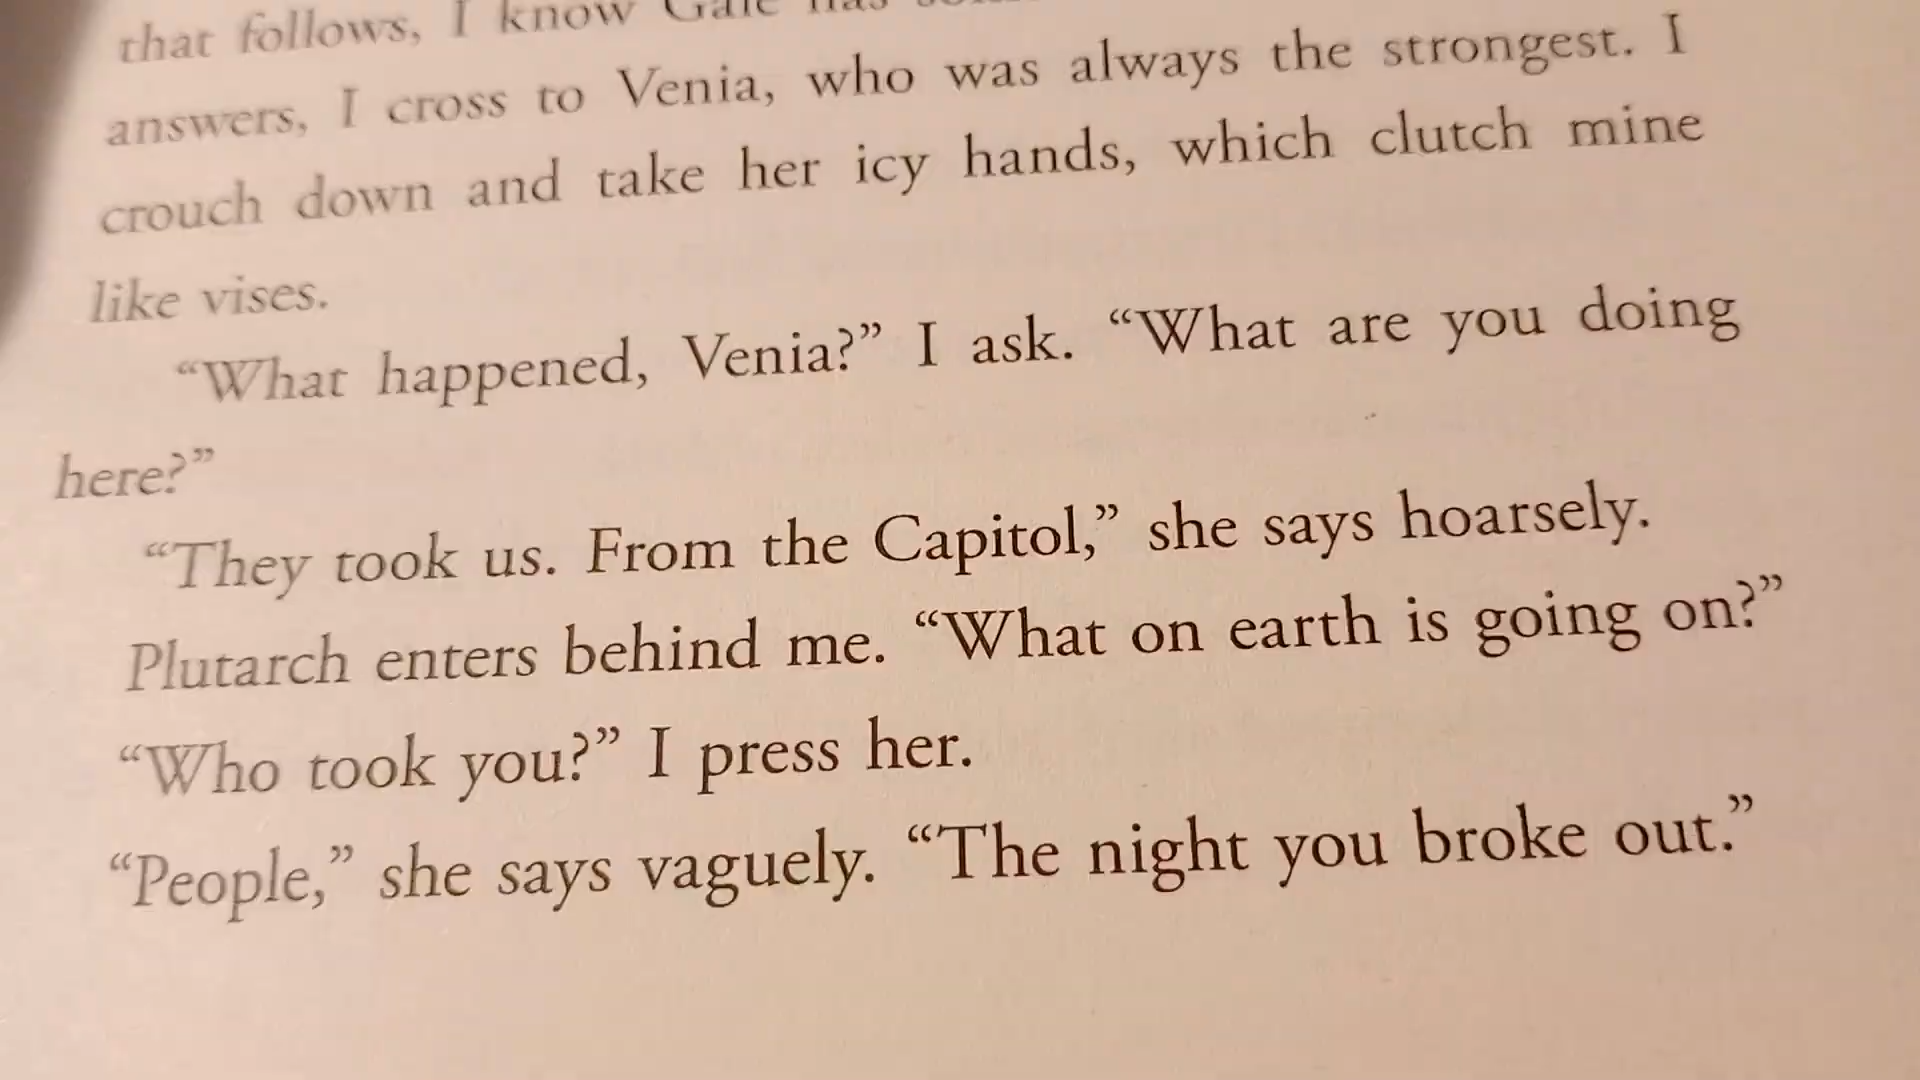 that follows, I know Gale has
answers, I cross to Venia, who was always the strongest. I
crouch down and take her icy hands, which clutch mine
like vises.
“What happened, Venia?” I ask. “What are you doing
here?”
“They took us. From the Capitol,” she says hoarsely.
Plutarch enters behind me. “What on earth is going on?”
“Who took you?” I press her.
“People,” she says vaguely. “The night you broke out.”